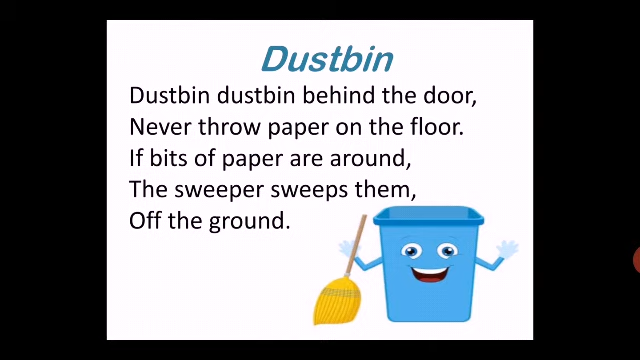 Dustbin
Dustbin dustbin behind the door,
Never throw paper on the floor.
If bits of paper are around,
The sweeper sweeps them,
Off the ground.